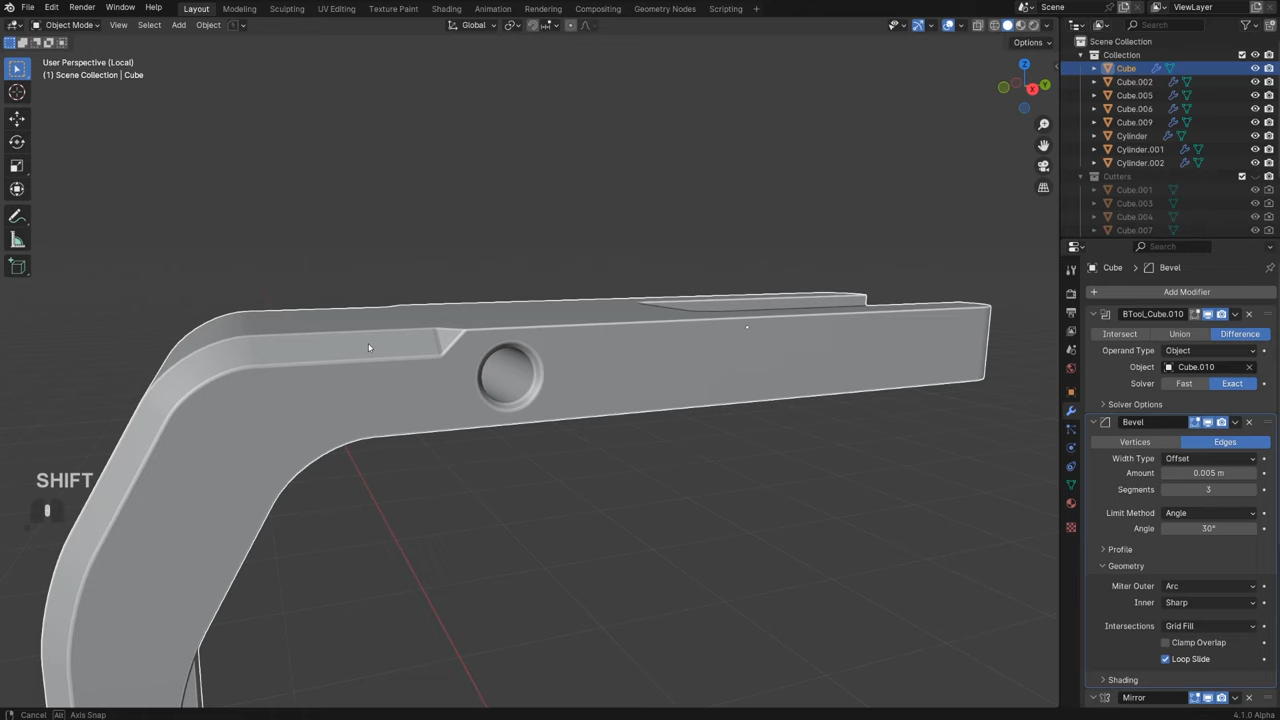 File Edit Render Window Help Layout Modeling Sculpting UV Editing Texture Paint Shading Animation Rendering Compositing Geometry Nodes Scripting Scene ViewLayer
Object Mode View Select Add Object Global Search
Options
User Perspective (Local)
(1) Scene Collection | Cube
Z
Y
X
Scene Collection
Collection
Cube
Cube.002
Cube.005
Cube.006
Cube.009
Cylinder
Cylinder.001
Cylinder.002
Cutters
Cube.001
Cube.003
Cube.004
Cube.007
Search
Cube Bevel
Add Modifier
BTool_Cube.010
Intersect Union Difference
Operand Type Object
Object Cube.010
Solver Fast Exact
Solver Options
Bevel
Vertices Edges
Width Type Offset
Amount 0.005 m
Segments 3
Limit Method Angle
Angle 30°
Profile
Geometry
Miter Outer Arc
Inner Sharp
Intersections Grid Fill
Clamp Overlap
Loop Slide
Shading
Mirror
SHIFT
Cancel Alt Axis Snap
4.1.0 Alpha